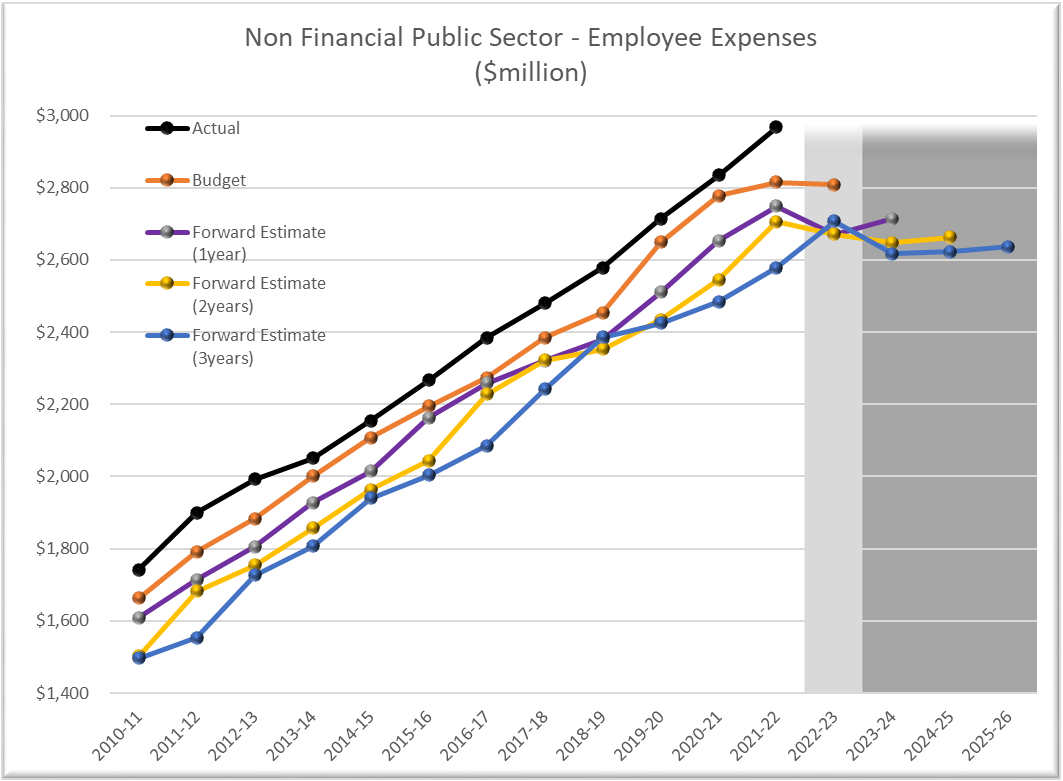 Non Financial Public Sector - Employee Expenses
($million)
$3,000
$2,800
$2,600
$2,400
$2,200
$2,000
$1,800
$1,600
$1,400
Actual
Budget
Forward Estimate
(1year)
Forward Estimate
(2years)
Forward Estimate
(3years)
2010-11
2011-12
2012-13
2013-14
2014-15
2015-16
2016-17
2017-18
2018-19
2019-20
2020-21
2021-22
2022-23
2023-24
2024-25
2025-26